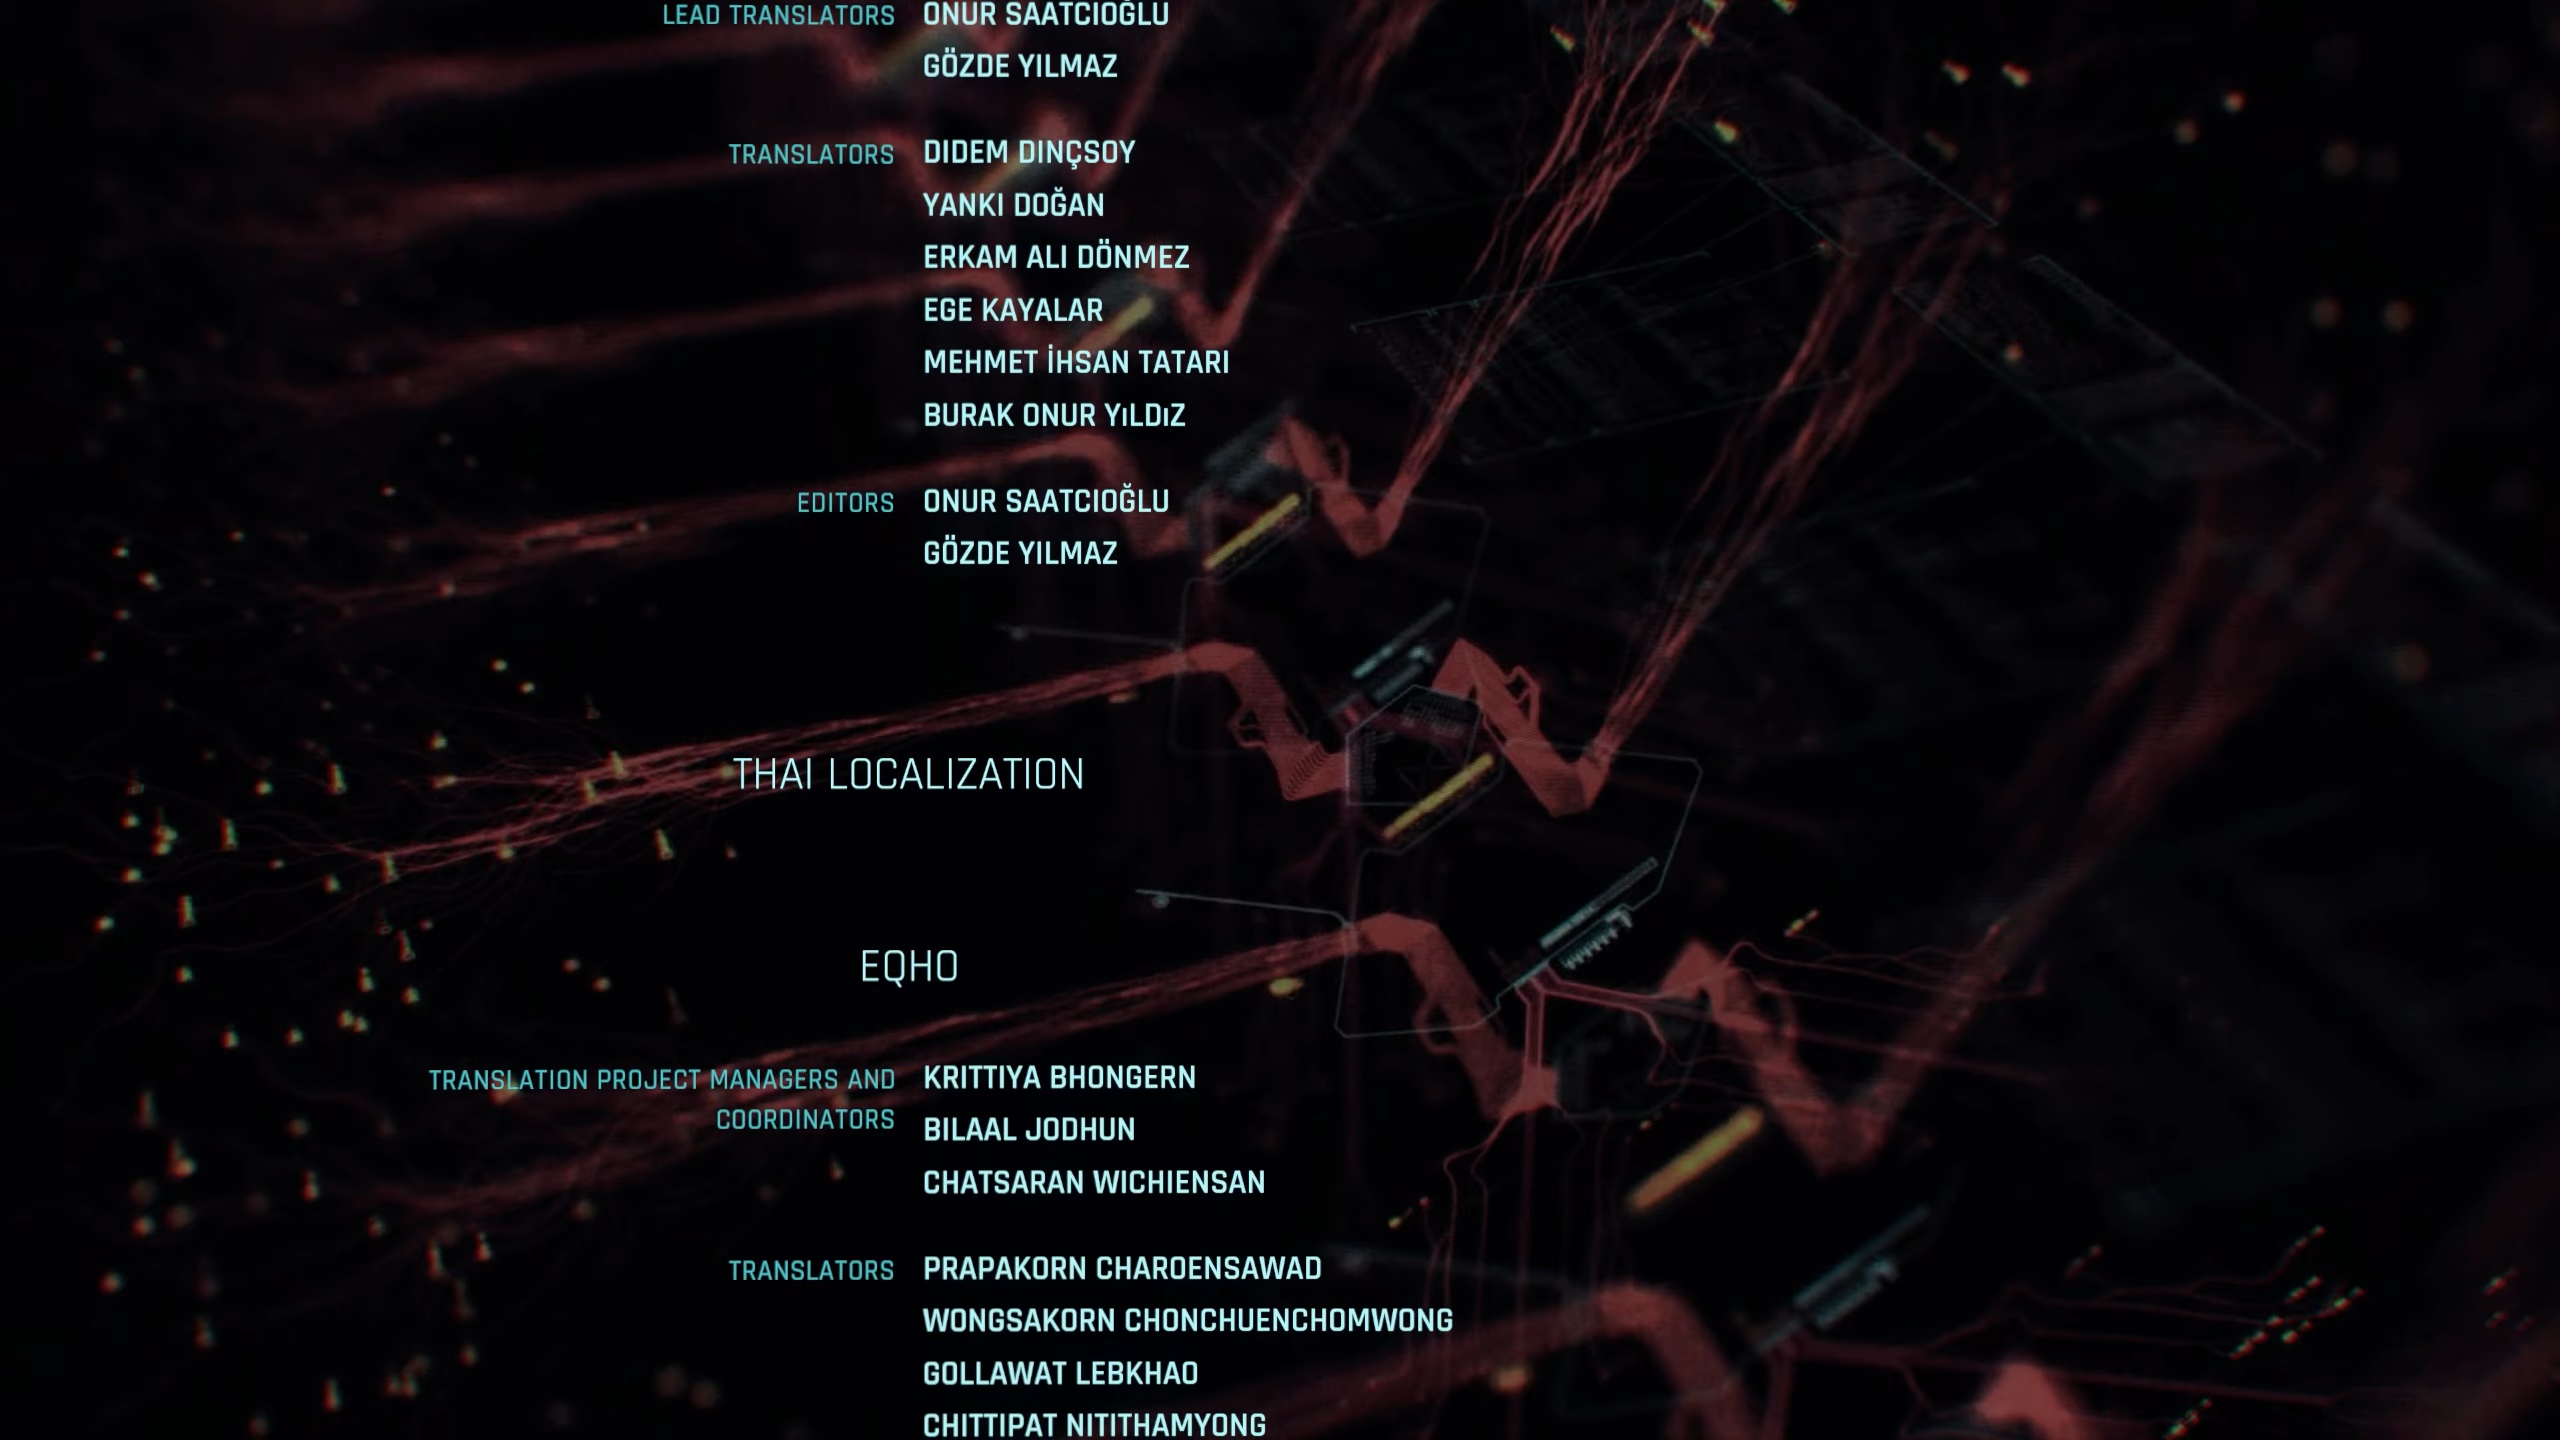 LEAD TRANSLATORS ONUR SAATCIOĞLU
GÖZDE YILMAZ
TRANSLATORS DIDEM DINÇSOY
YANKI DOĞAN
ERKAM ALI DÖNMEZ
EGE KAYALAR
MEHMET İHSAN TATARI
BURAK ONUR YıLDıZ
EDITORS ONUR SAATCIOĞLU
GÖZDE YILMAZ
THAI LOCALIZATION
EQHO
TRANSLATION PROJECT MANAGERS AND KRITTIYA BHONGERN
COORDINATORS BILAAL JODHUN
CHATSARAN WICHIENSAN
TRANSLATORS PRAPAKORN CHAROENSAWAD
WONGSAKORN CHONCHUENCHOMWONG
GOLLAWAT LEBKHAO
CHITTIPAT NITITHAMYONG